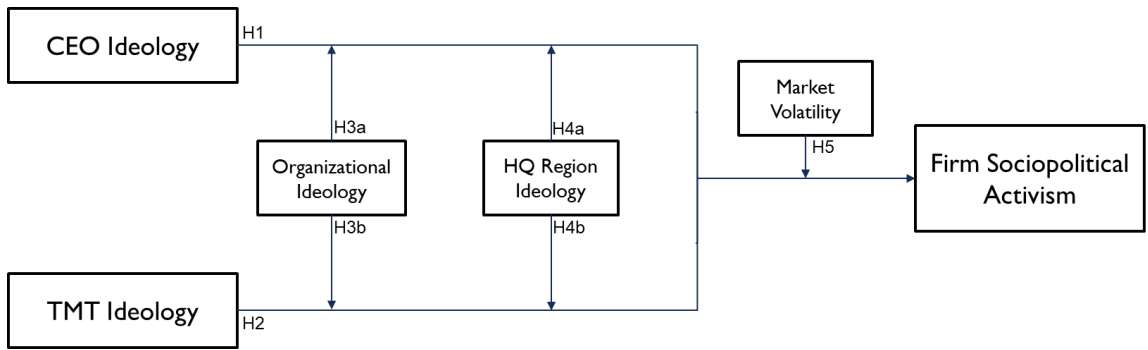 CEO Ideology
H1
Market
Volatility
H3a
H4a
H5
Organizational
Ideology
HQ Region
Ideology
Firm Sociopolitical
Activism
H3b
H4b
TMT Ideology
H2